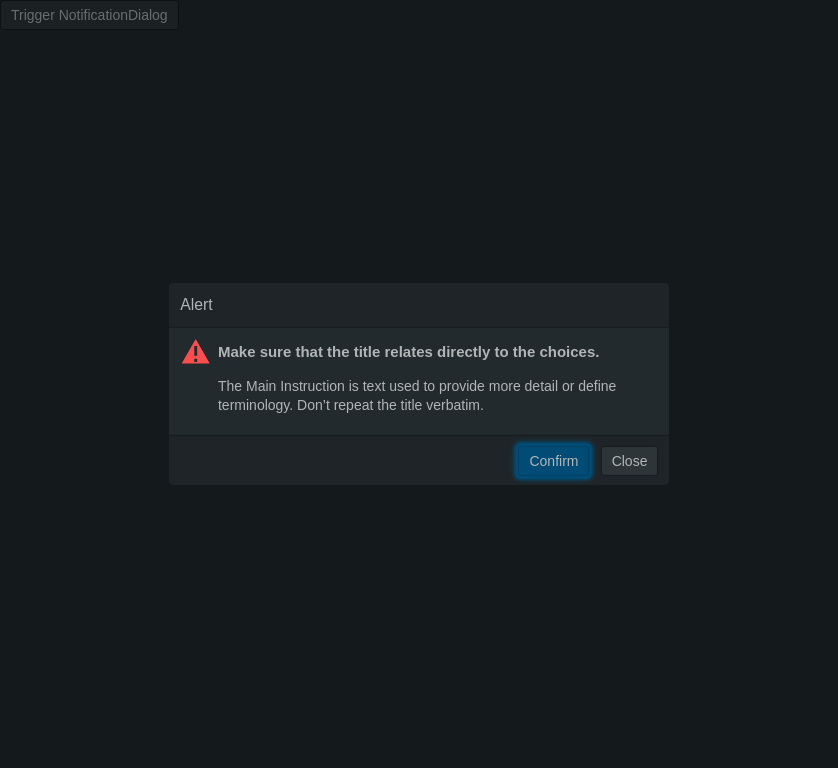 Trigger NotificationDialog
Alert
Make sure that the title relates directly to the choices.
The Main Instruction is text used to provide more detail or define
terminology. Don’t repeat the title verbatim.
Confirm Close